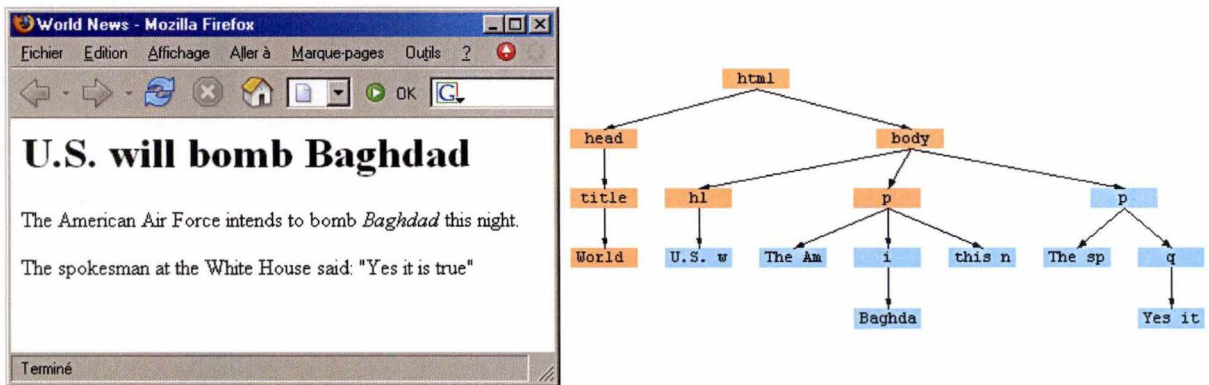 World News - Mozilla Firefox
Fichier Edition Affichage Aller à Marque-pages Outils ?
OK G
U.S. will bomb Baghdad
The American Air Force intends to bomb Baghdad this night.
The spokesman at the White House said: "Yes it is true"
Terminé
html
head body
title h1 p p
World U.S. w The Am i this n The sp q
Baghda Yes it